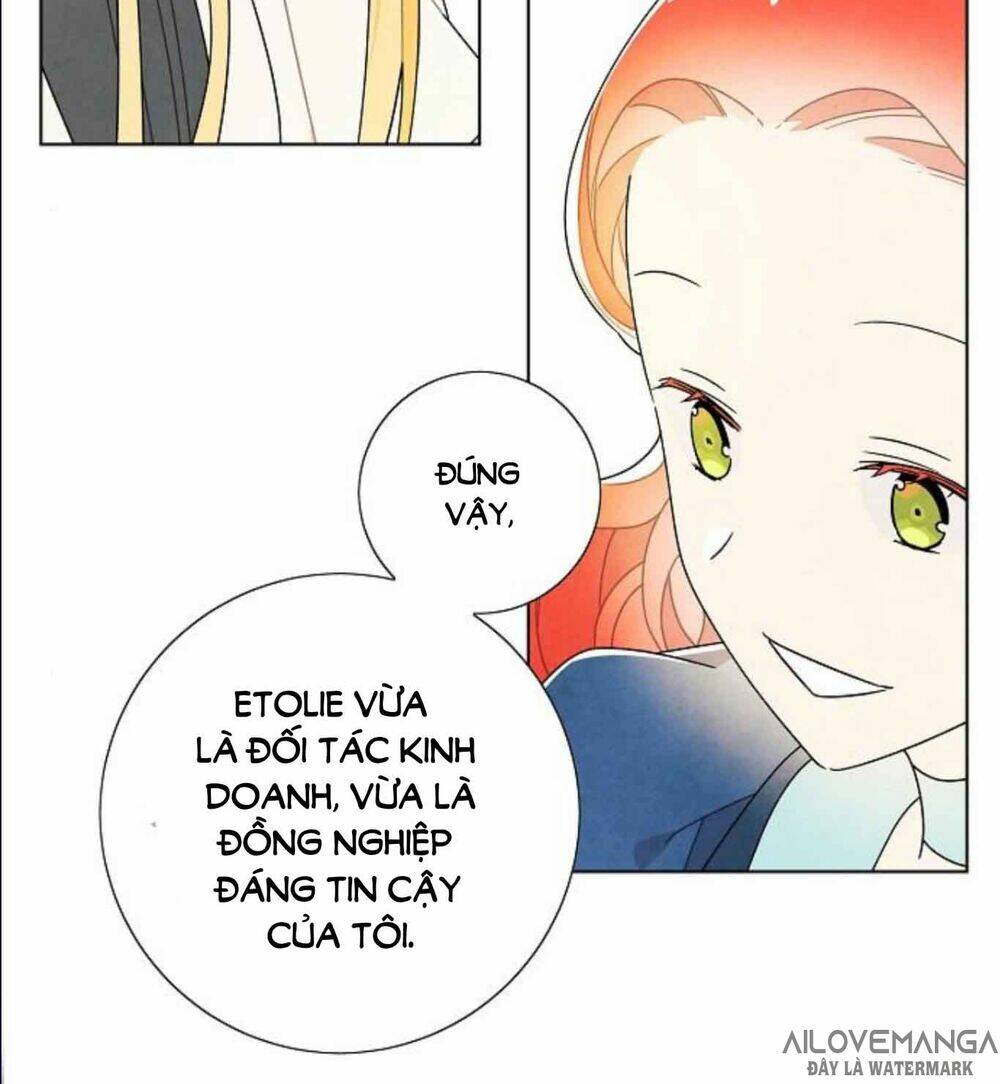 ĐÚNG
VẬY,
ETOLIE VỪA
LÀ ĐỐI TÁC KINH
DOANH, VỪA LÀ
ĐỒNG NGHIỆP
ĐÁNG TIN CẬY
CỦA TÔI.
AILOVEMANGA
ĐÂY LÀ WATERMARK